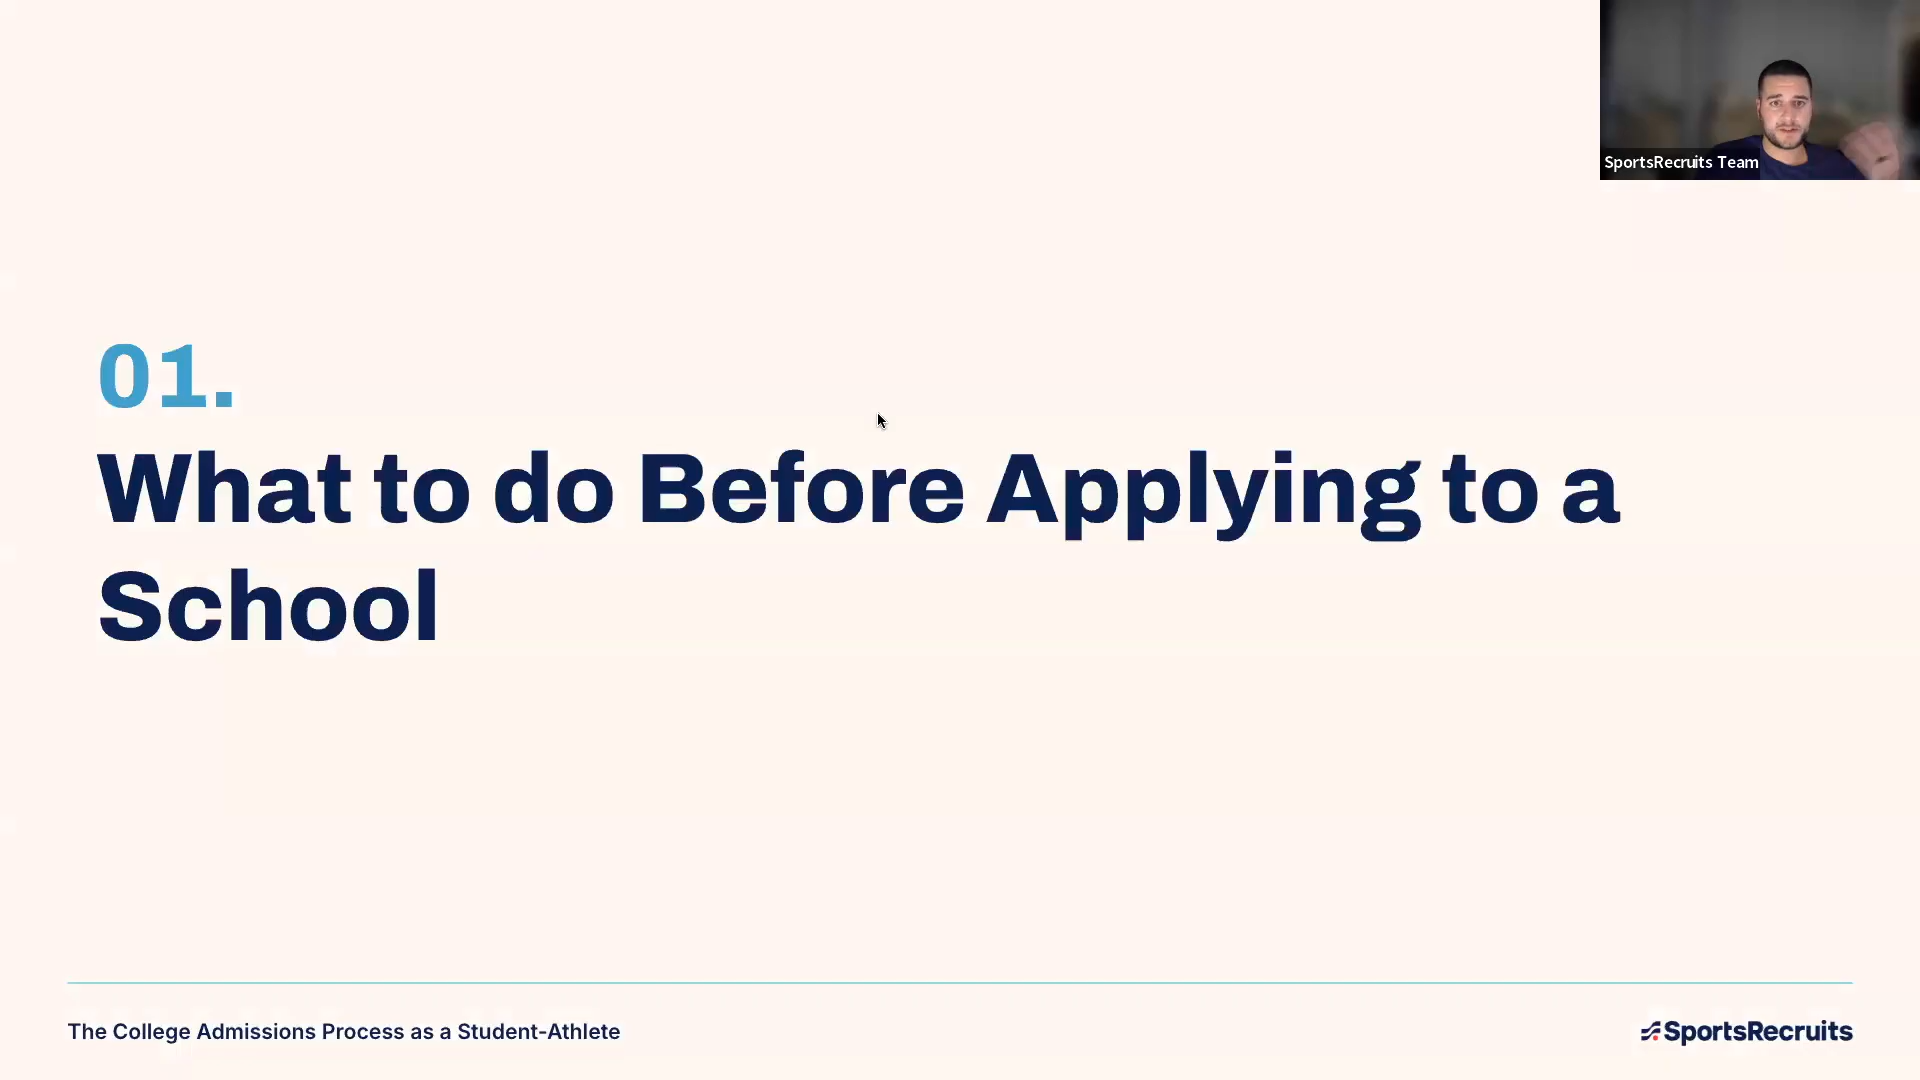 SportsRecruits Team
01.
What to do Before Applying to a
School
The College Admissions Process as a Student-Athlete
SportsRecruits